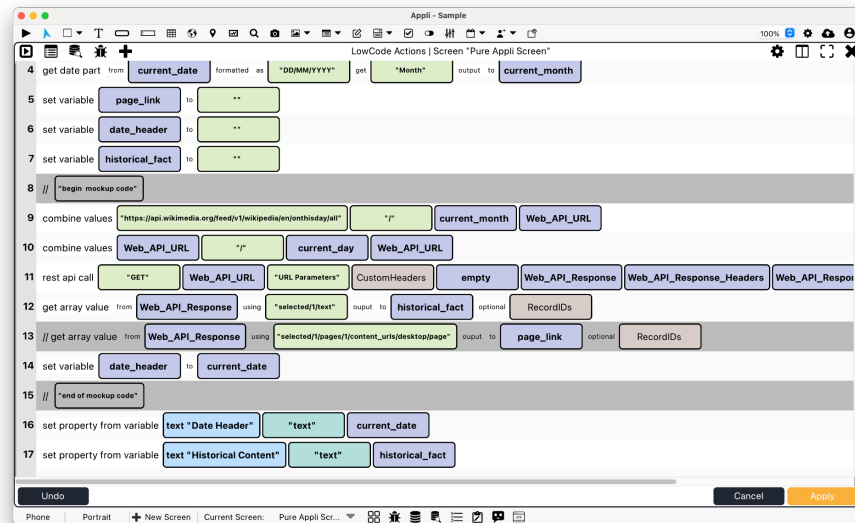 Appli - Sample
T 100%
LowCode Actions | Screen "Pure Appli Screen"
4 get date part from current_date formatted as "DD/MM/YYYY" get "Month" output to current_month
5 set variable page_link to ""
6 set variable date_header to ""
7 set variable historical_fact to ""
8 // "begin mockup code"
9 combine values "https://api.wikimedia.org/feed/v1/wikipedia/en/onthisday/all" "/" current_month Web_API_URL
10 combine values Web_API_URL "/" current_day Web_API_URL
11 rest api call "GET" Web_API_URL "URL Parameters" CustomHeaders empty Web_API_Response Web_API_Response_Headers Web_API_Respon
12 get array value from Web_API_Response using "selected/1/text" ouput to historical_fact optional RecordIDs
13 // get array value from Web_API_Response using "selected/1/pages/1/content_urls/desktop/page" ouput to page_link optional RecordIDs
14 set variable date_header to current_date
15 // "end of mockup code"
16 set property from variable text "Date Header" "text" current_date
17 set property from variable text "Historical Content" "text" historical_fact
Undo Cancel Apply
Phone Portrait New Screen Current Screen: Pure Appli Scr...